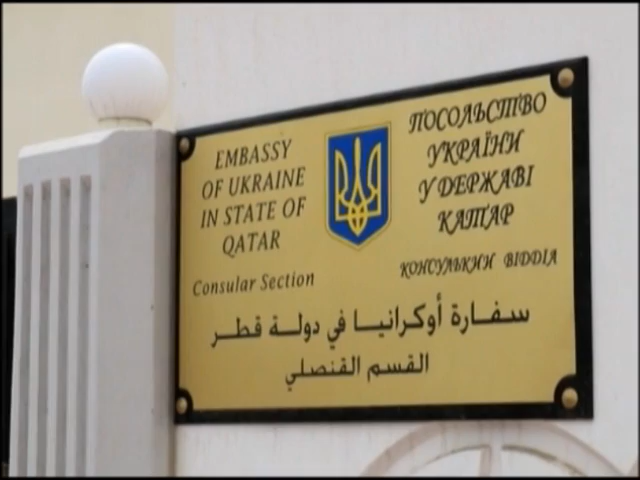 EMBASSY
OF UKRAINE
IN STATE OF
QATAR
Consular Section
ПОСОЛЬСТВО
УКРАЇНИ
У ДЕРЖАВІ
КАТАР
КОНСУЛЬКИЙ ВІДДІЛ
سفارة أوكرانيا في دولة قطر
القسم القنصلي